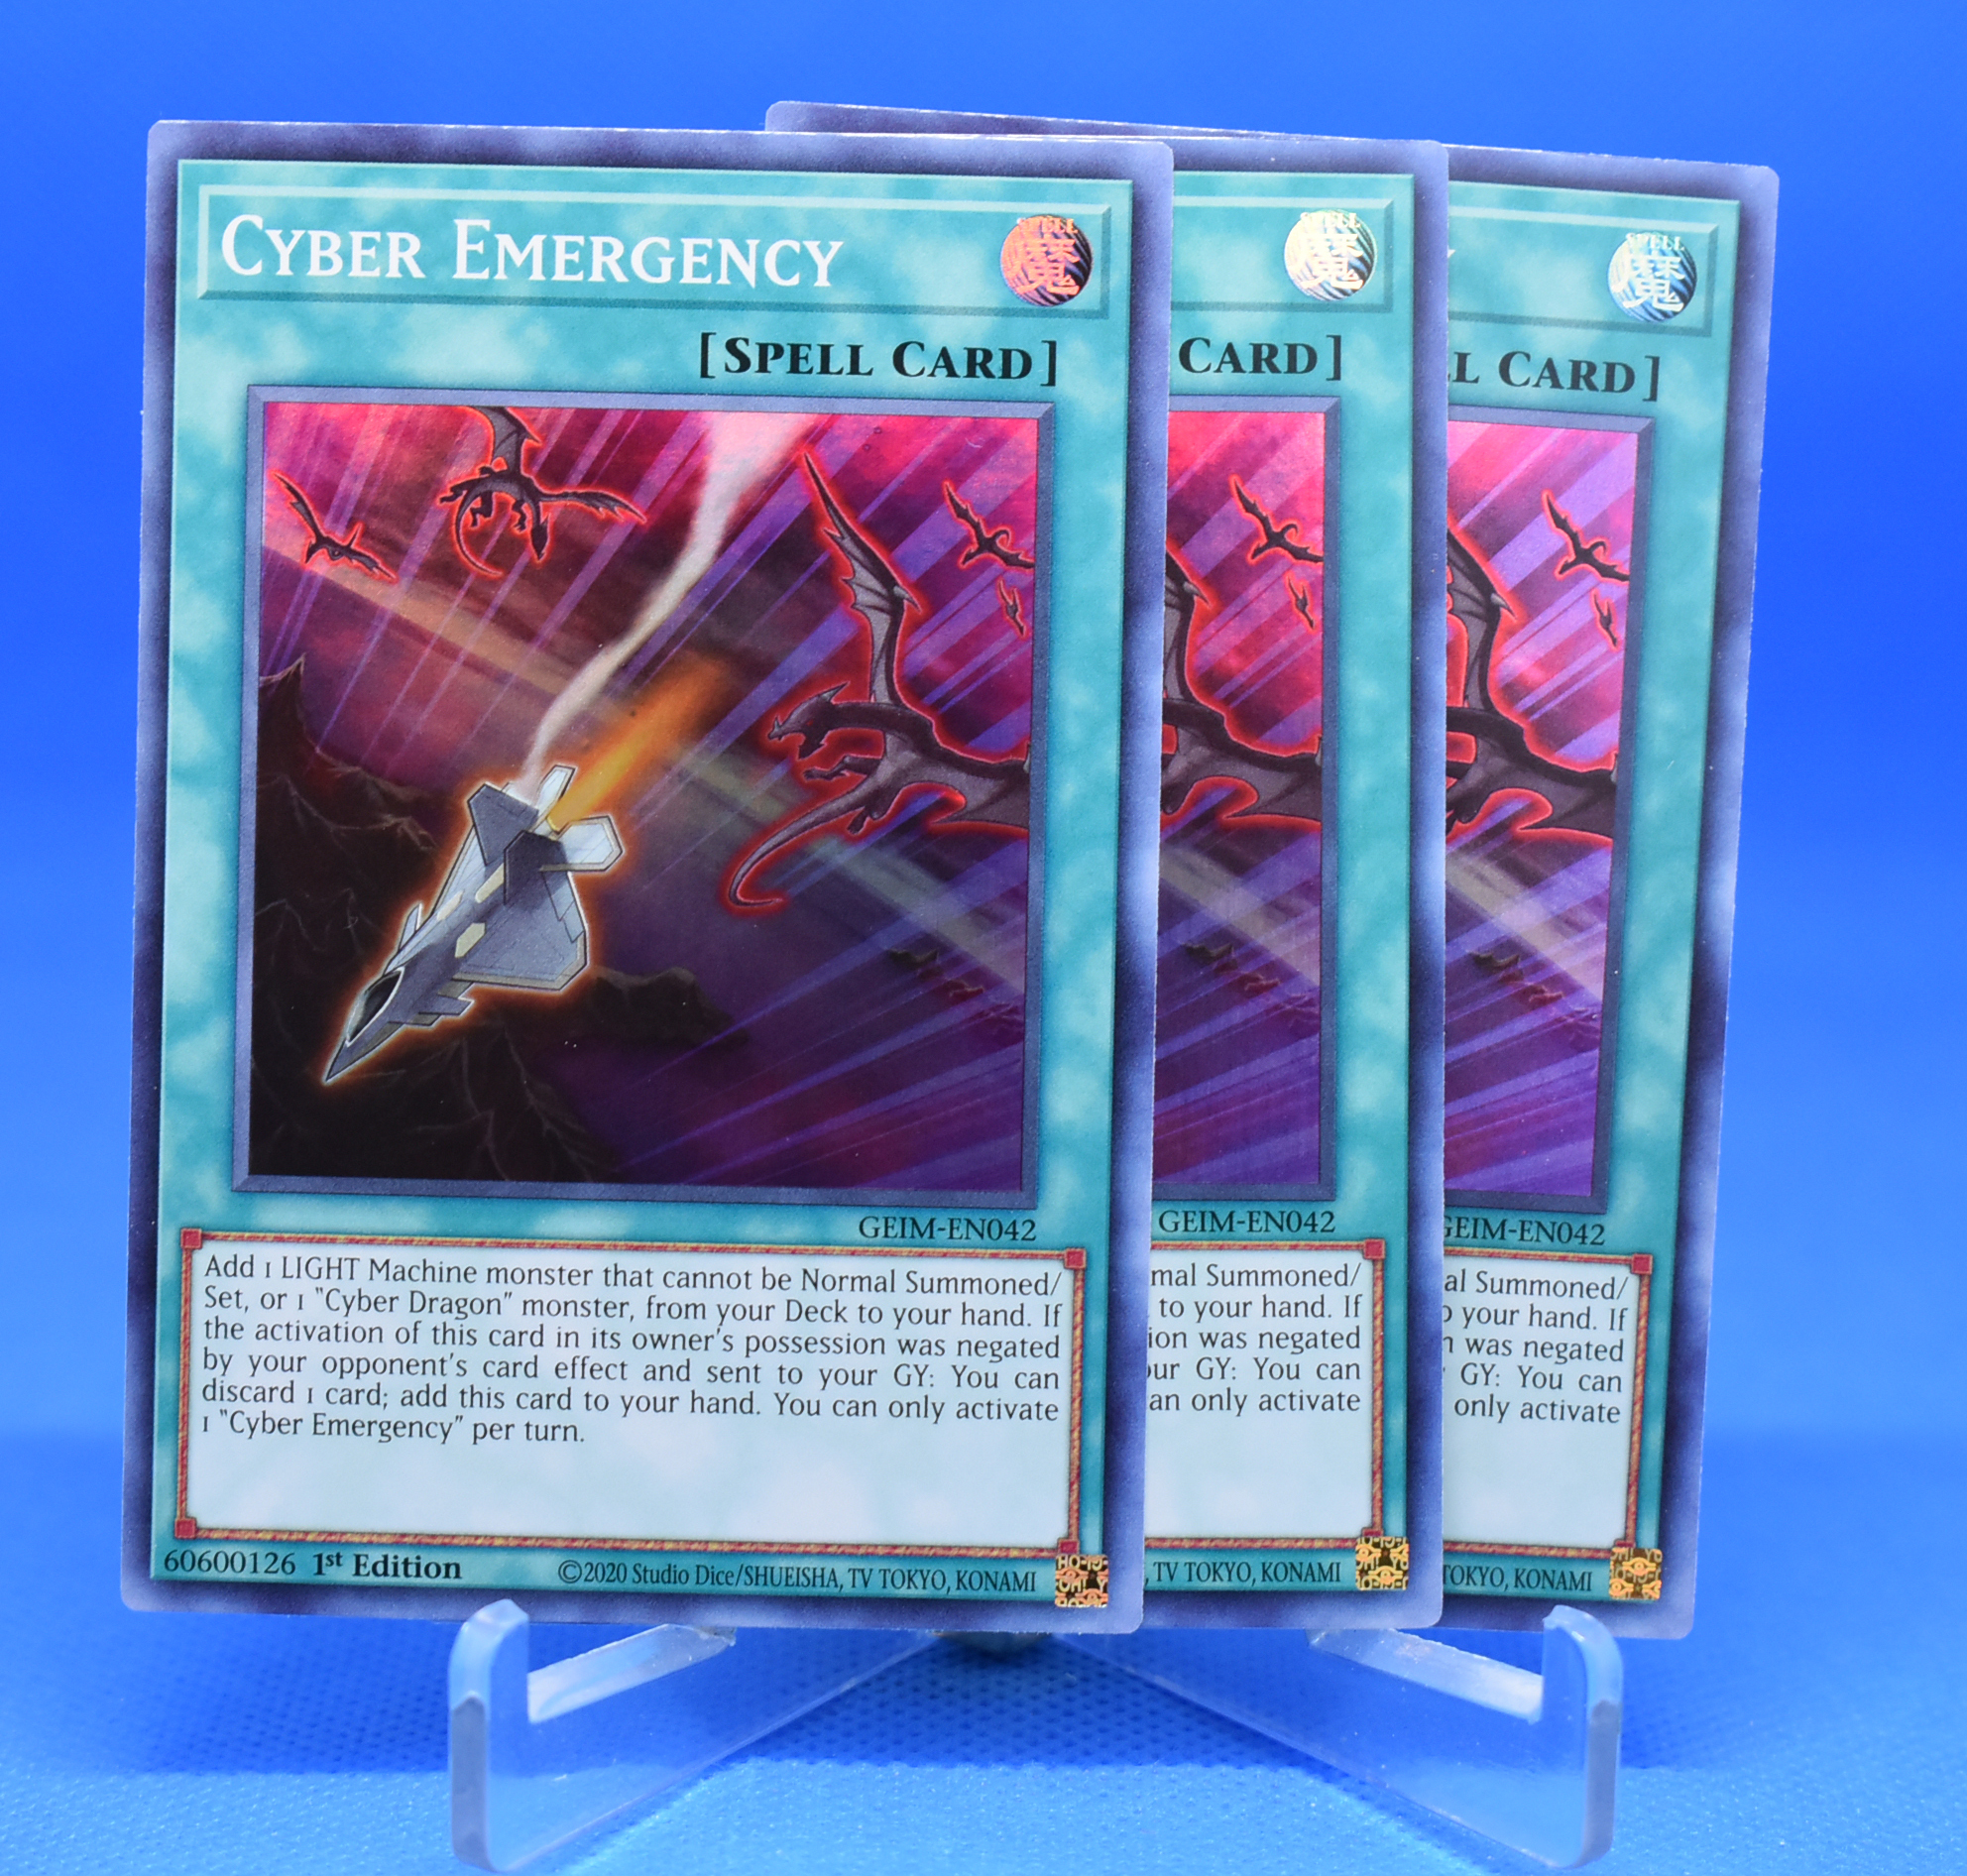 CYBER EMERGENCY
SPELL
魔
[SPELL CARD]
GEIM-EN042
Add 1 LIGHT Machine monster that cannot be Normal Summoned/
Set, or 1 "Cyber Dragon" monster, from your Deck to your hand. If
the activation of this card in its owner's possession was negated
by your opponent's card effect and sent to your GY: You can
discard 1 card; add this card to your hand. You can only activate
1 "Cyber Emergency" per turn.
60600126 1st Edition
©2020 Studio Dice/SHUEISHA, TV TOKYO, KONAMI
SPELL
魔
CARD]
GEIM-EN042
mal Summoned/
to your hand. If
ion was negated
ur GY: You can
an only activate
, TV TOKYO, KONAMI
SPELL
魔
LL CARD]
GEIM-EN042
al Summoned/
o your hand. If
n was negated
GY: You can
only activate
TOKYO, KONAMI